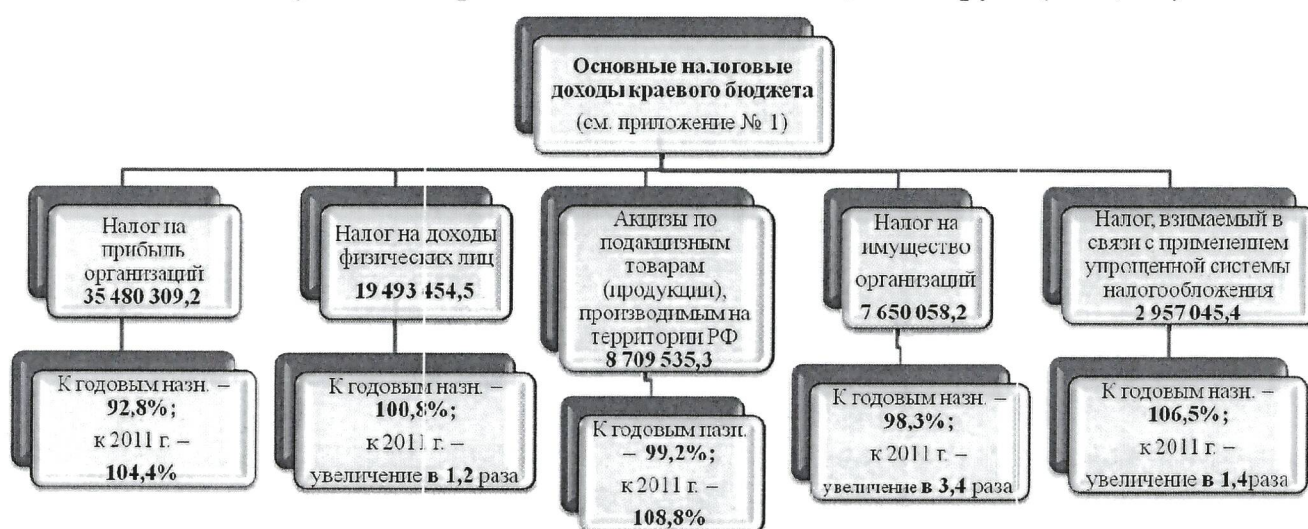 Основные налоговые
доходы краевого бюджета
(см. приложение № 1)
Налог на
прибыль
организаций
35 480 309,2
Налог на доходы
физических лиц
19 493 454,5
Акцизы по
подакцизным
товарам
(продукции),
производимым на
территории РФ
8 709 535,3
Налог на
имущество
организаций
7 650 058,2
Налог, взимаемый в
связи с применением
упрощенной системы
налогообложения
2 957 045,4
К годовым назн. –
92,8%;
к 2011 г. –
104,4%
К годовым назн. –
100,8%;
к 2011 г. –
увеличение в 1,2 раза
К годовым назн.
– 99,2%;
к 2011 г. –
108,8%
К годовым назн. –
98,3%;
к 2011 г. –
увеличение в 3,4 раза
К годовым назн. –
106,5%;
к 2011 г. –
увеличение в 1,4раза